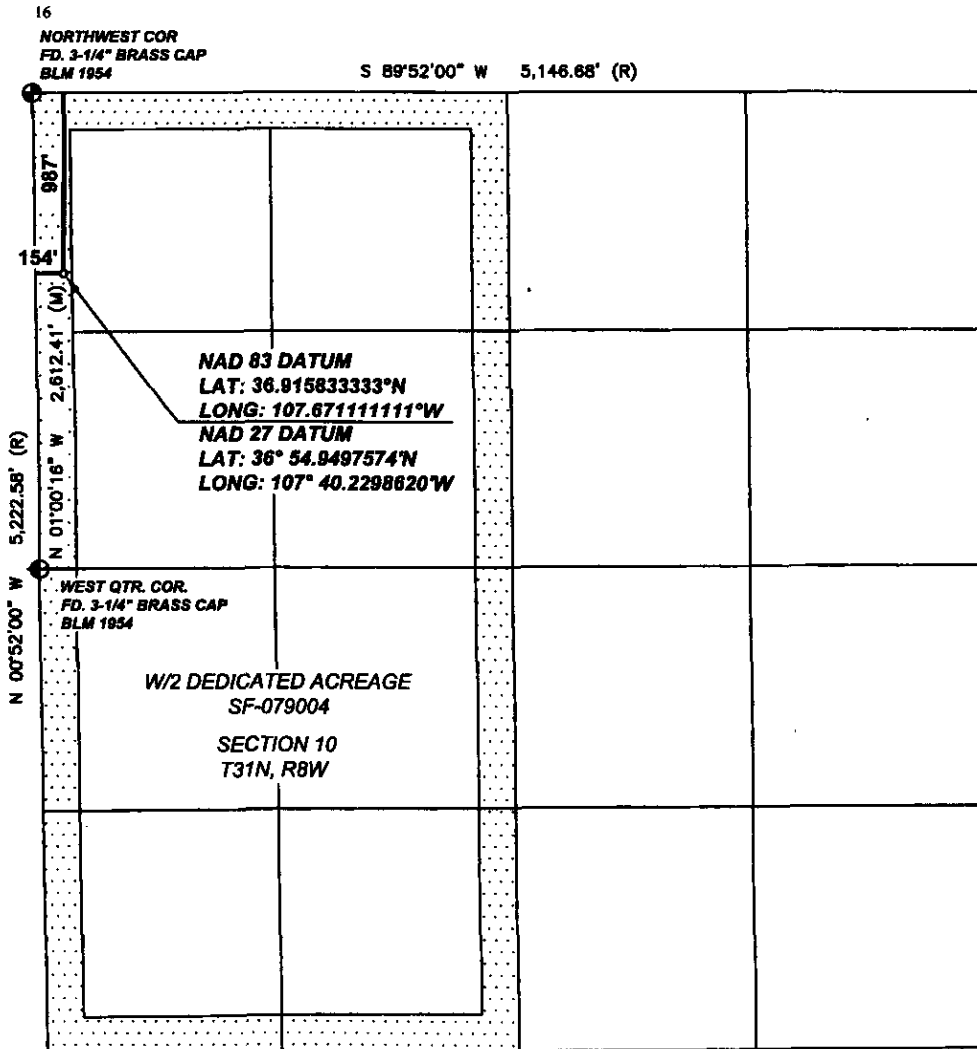 16
NORTHWEST COR
FD. 3-1/4" BRASS CAP
BLM 1954
S 89°52'00" W 5,146.68' (R)
987'
154'
N 01°00'16" W 2,612.41' (M)
N 00°52'00" W 5,222.58' (R)
NAD 83 DATUM
LAT: 36.915833333°N
LONG: 107.671111111°W
NAD 27 DATUM
LAT: 36° 54.9497574'N
LONG: 107° 40.2298620'W
WEST QTR. COR.
FD. 3-1/4" BRASS CAP
BLM 1954
W/2 DEDICATED ACREAGE
SF-079004
SECTION 10
T31N, R8W